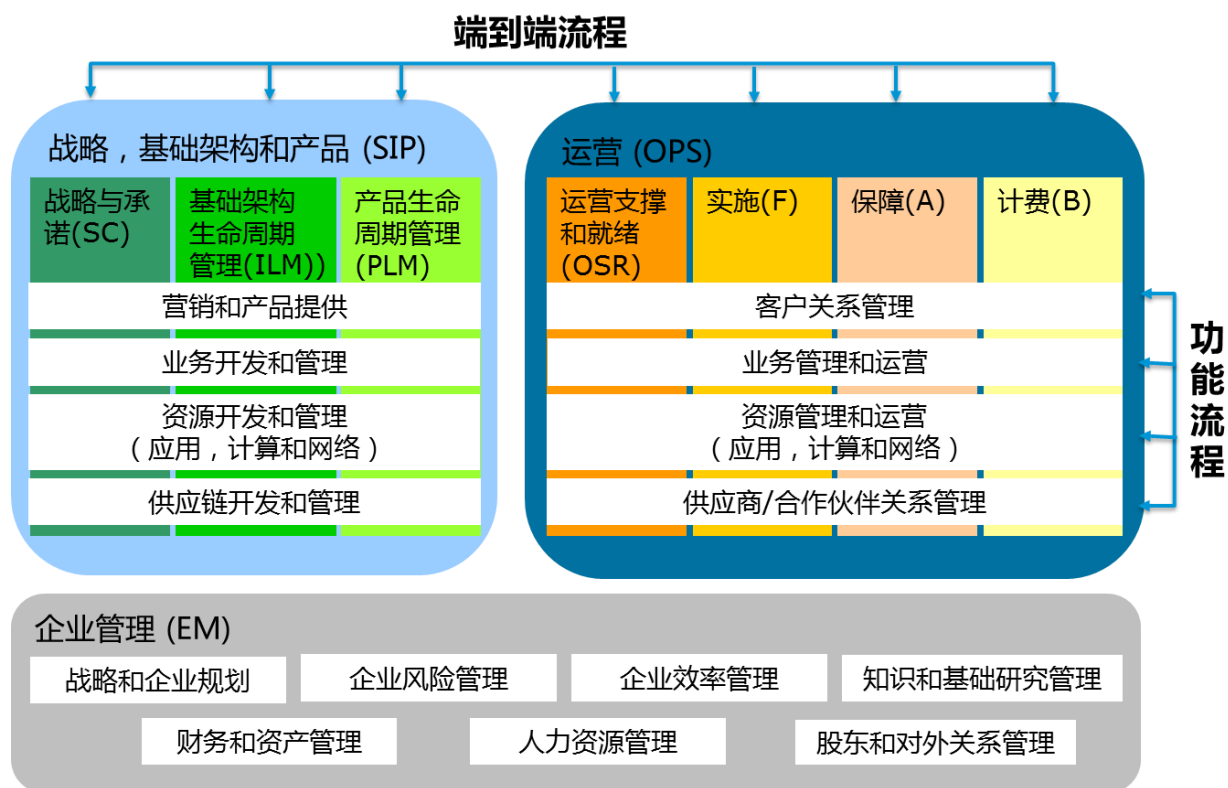 端到端流程
战略，基础架构和产品 (SIP)
战略与承
诺(SC)
基础架构
生命周期
管理(ILM))
产品生命
周期管理
(PLM)
营销和产品提供
业务开发和管理
资源开发和管理
（应用，计算和网络）
供应链开发和管理
运营 (OPS)
运营支撑
和就绪
(OSR)
实施(F)
保障(A)
计费(B)
客户关系管理
业务管理和运营
资源管理和运营
（应用，计算和网络）
供应商/合作伙伴关系管理
功
能
流
程
企业管理 (EM)
战略和企业规划
企业风险管理
企业效率管理
知识和基础研究管理
财务和资产管理
人力资源管理
股东和对外关系管理